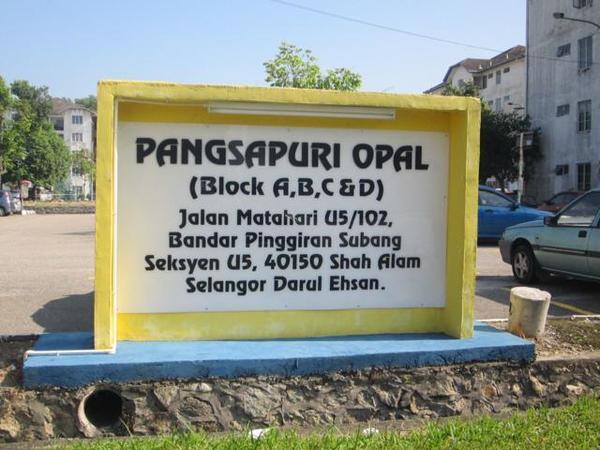 PANGSAPURI OPAL
(Block A,B,C & D)
Jalan Matahari U5/102,
Bandar Pinggiran Subang
Seksyen U5, 40150 Shah Alam
Selangor Darul Ehsan.